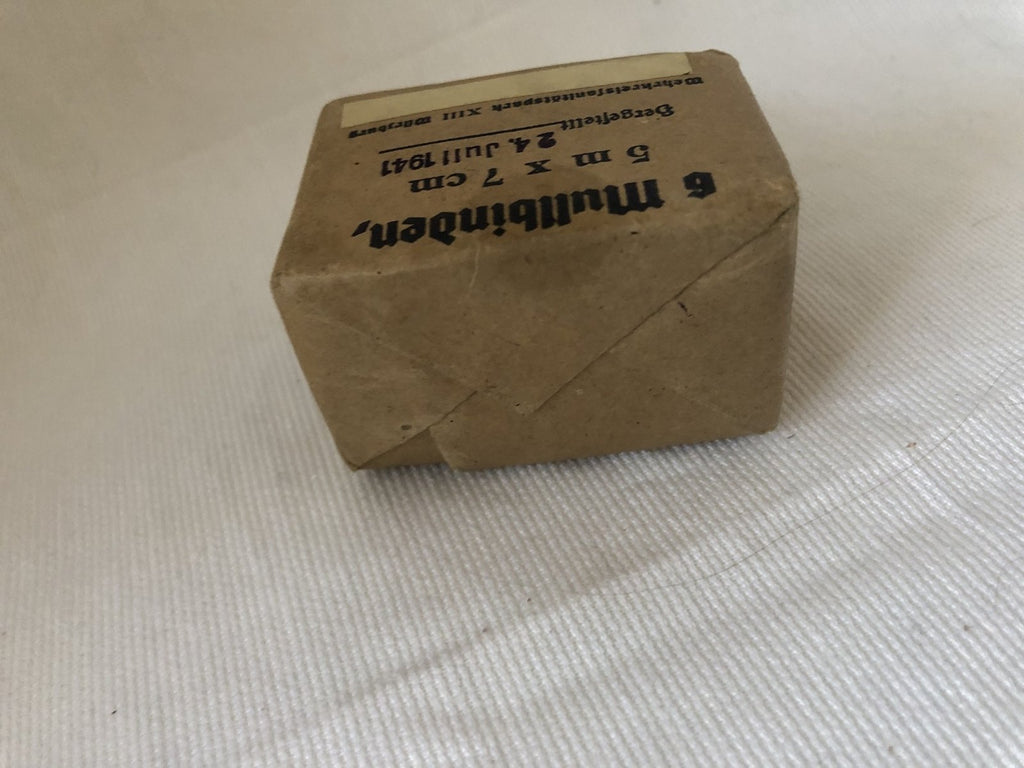 6 Mullbinden,
5 m x 7 cm
Hergestellt 24. Juli 1941
Wehrkreissanitätspark XIII Würzburg